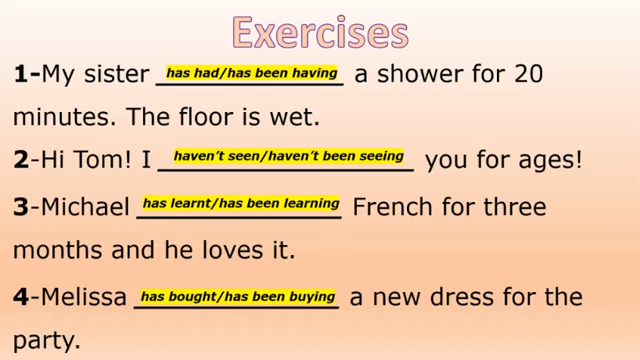 Exercises
1-My sister has had/has been having a shower for 20
minutes. The floor is wet.
2-Hi Tom! I haven't seen/haven't been seeing you for ages!
3-Michael has learnt/has been learning French for three
months and he loves it.
4-Melissa has bought/has been buying a new dress for the
party.